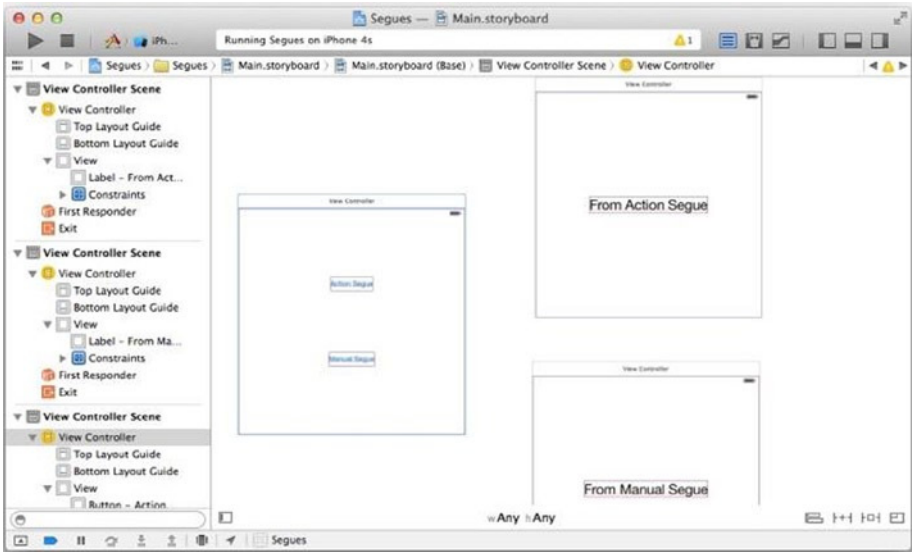 Segues — Main.storyboard
iPh...
Running Segues on iPhone 4s
1
Segues
Segues
Main.storyboard
Main.storyboard (Base)
View Controller Scene
View Controller
View Controller Scene
View Controller
Top Layout Guide
Bottom Layout Guide
View
Label – From Act...
Constraints
First Responder
Exit
View Controller Scene
View Controller
Top Layout Guide
Bottom Layout Guide
View
Label – From Ma...
Constraints
First Responder
Exit
View Controller Scene
View Controller
Top Layout Guide
Bottom Layout Guide
View
Button – Action
View Controller
Action Segue
Manual Segue
View Controller
From Action Segue
View Controller
From Manual Segue
wAny hAny
Segues